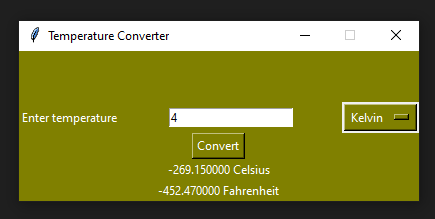 Temperature Converter
Enter temperature 4 Kelvin
Convert
-269.150000 Celsius
-452.470000 Fahrenheit